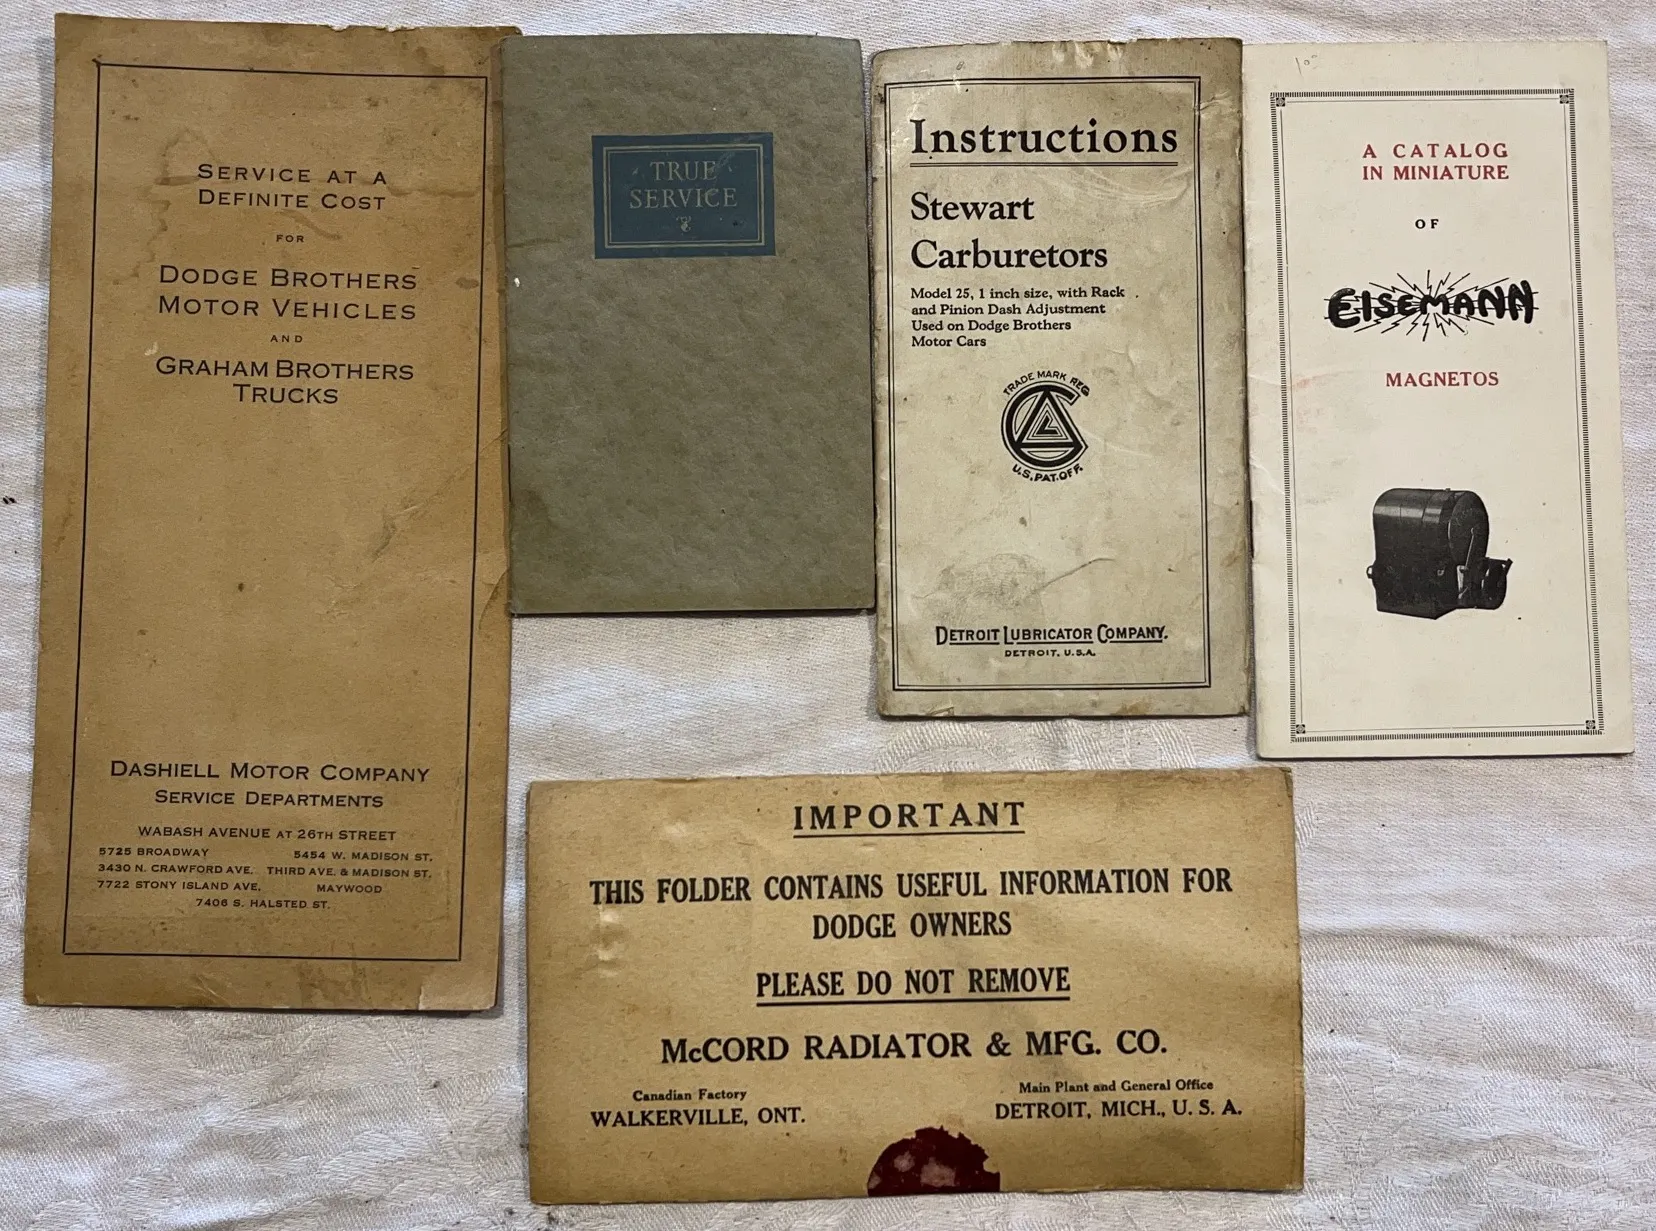 SERVICE AT A
DEFINITE COST
FOR
DODGE BROTHERS
MOTOR VEHICLES
AND
GRAHAM BROTHERS
TRUCKS
DASHIELL MOTOR COMPANY
SERVICE DEPARTMENTS
WABASH AVENUE AT 26TH STREET
5725 BROADWAY 5454 W. MADISON ST.
3430 N. CRAWFORD AVE. THIRD AVE. & MADISON ST.
7722 STONY ISLAND AVE. MAYWOOD
7406 S. HALSTED ST.
TRUE
SERVICE
Instructions
Stewart
Carburetors
Model 25, 1 inch size, with Rack
and Pinion Dash Adjustment
Used on Dodge Brothers
Motor Cars
TRADE MARK REG
U.S. PAT. OFF.
DETROIT LUBRICATOR COMPANY.
DETROIT, U.S.A.
A CATALOG
IN MINIATURE
OF
EISEMANN
MAGNETOS
IMPORTANT
THIS FOLDER CONTAINS USEFUL INFORMATION FOR
DODGE OWNERS
PLEASE DO NOT REMOVE
McCORD RADIATOR & MFG. CO.
Canadian Factory Main Plant and General Office
WALKERVILLE, ONT. DETROIT, MICH., U. S. A.